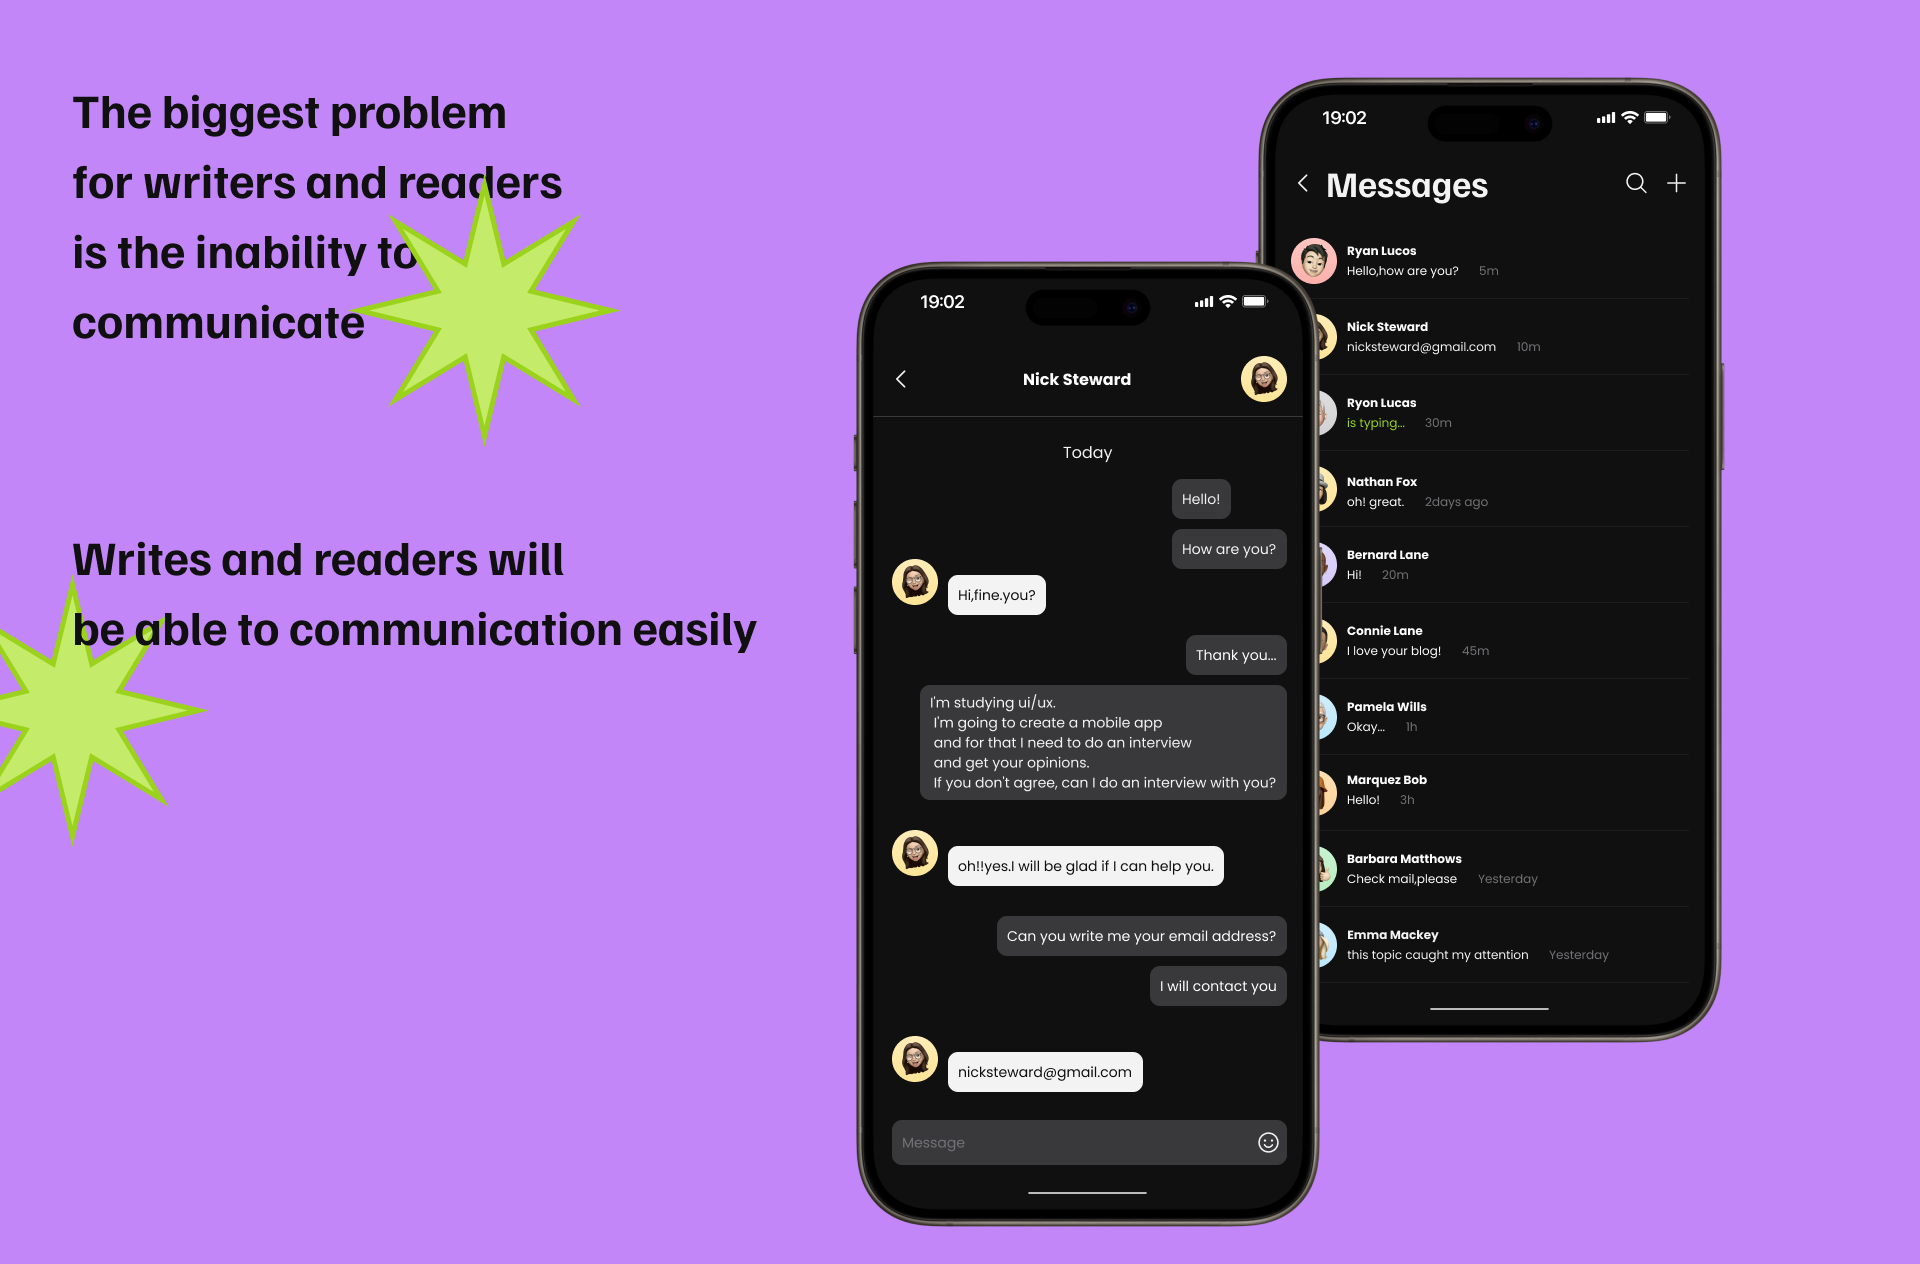 The biggest problem
for writers and readers
is the inability to
communicate
Writes and readers will
be able to communication easily
19:02
Nick Steward
Today
Hello!
How are you?
Hi,fine.you?
Thank you...
I'm studying ui/ux.
I'm going to create a mobile app
and for that I need to do an interview
and get your opinions.
If you don't agree, can I do an interview with you?
oh!!yes.I will be glad if I can help you.
Can you write me your email address?
I will contact you
nicksteward@gmail.com
Message
19:02
Messages
Ryan Lucos
Hello,how are you? 5m
Nick Steward
nicksteward@gmail.com 10m
Ryon Lucas
is typing... 30m
Nathan Fox
oh! great. 2days ago
Bernard Lane
Hi! 20m
Connie Lane
I love your blog! 45m
Pamela Wills
Okay... 1h
Marquez Bob
Hello! 3h
Barbara Matthows
Check mail,please Yesterday
Emma Mackey
this topic caught my attention Yesterday